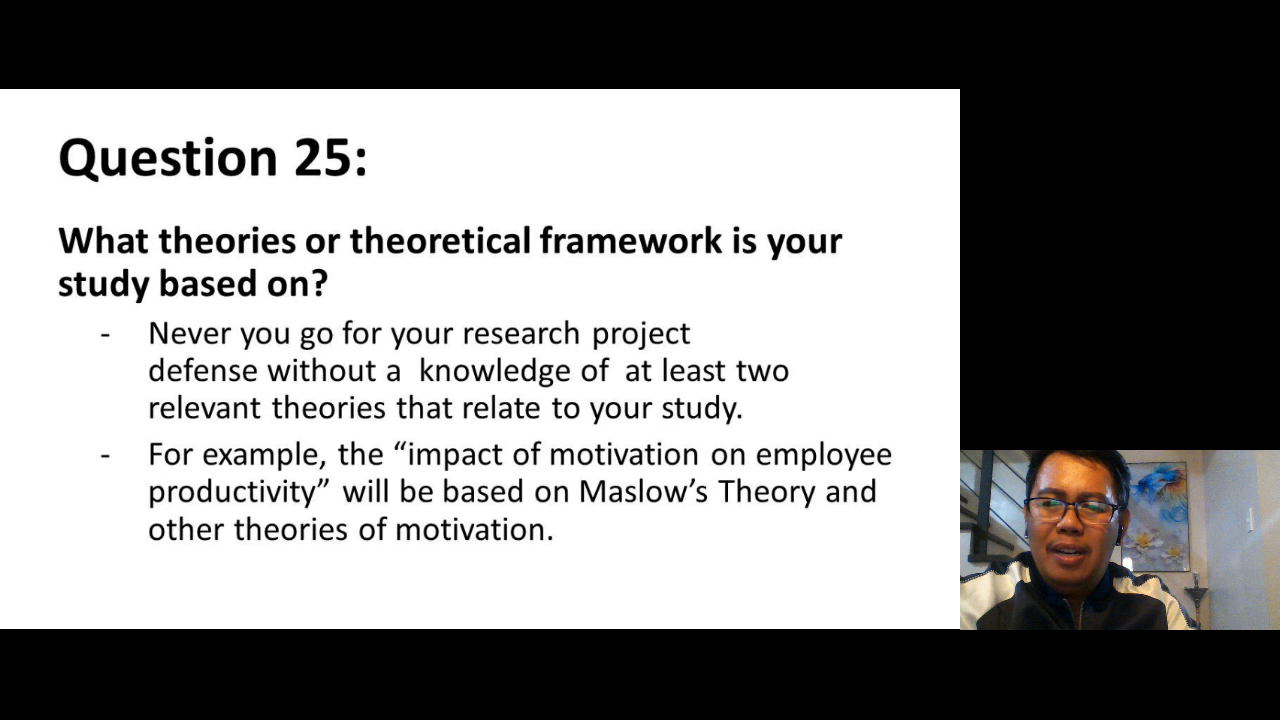 Question 25:
What theories or theoretical framework is your
study based on?
- Never you go for your research project
defense without a  knowledge of  at least two
relevant theories that relate to your study.
- For example, the “impact of motivation on employee
productivity” will be based on Maslow’s Theory and
other theories of motivation.